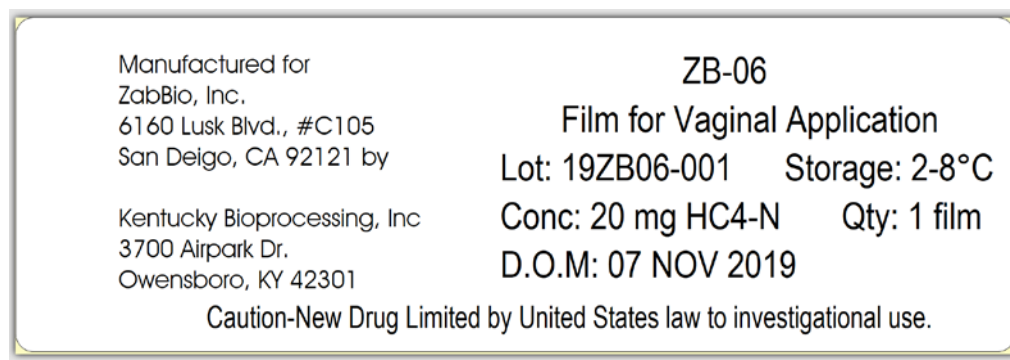 Manufactured for
ZabBio, Inc.
6160 Lusk Blvd., #C105
San Deigo, CA 92121 by
Kentucky Bioprocessing, Inc
3700 Airpark Dr.
Owensboro, KY 42301
ZB-06
Film for Vaginal Application
Lot: 19ZB06-001 Storage: 2-8°C
Conc: 20 mg HC4-N Qty: 1 film
D.O.M: 07 NOV 2019
Caution-New Drug Limited by United States law to investigational use.